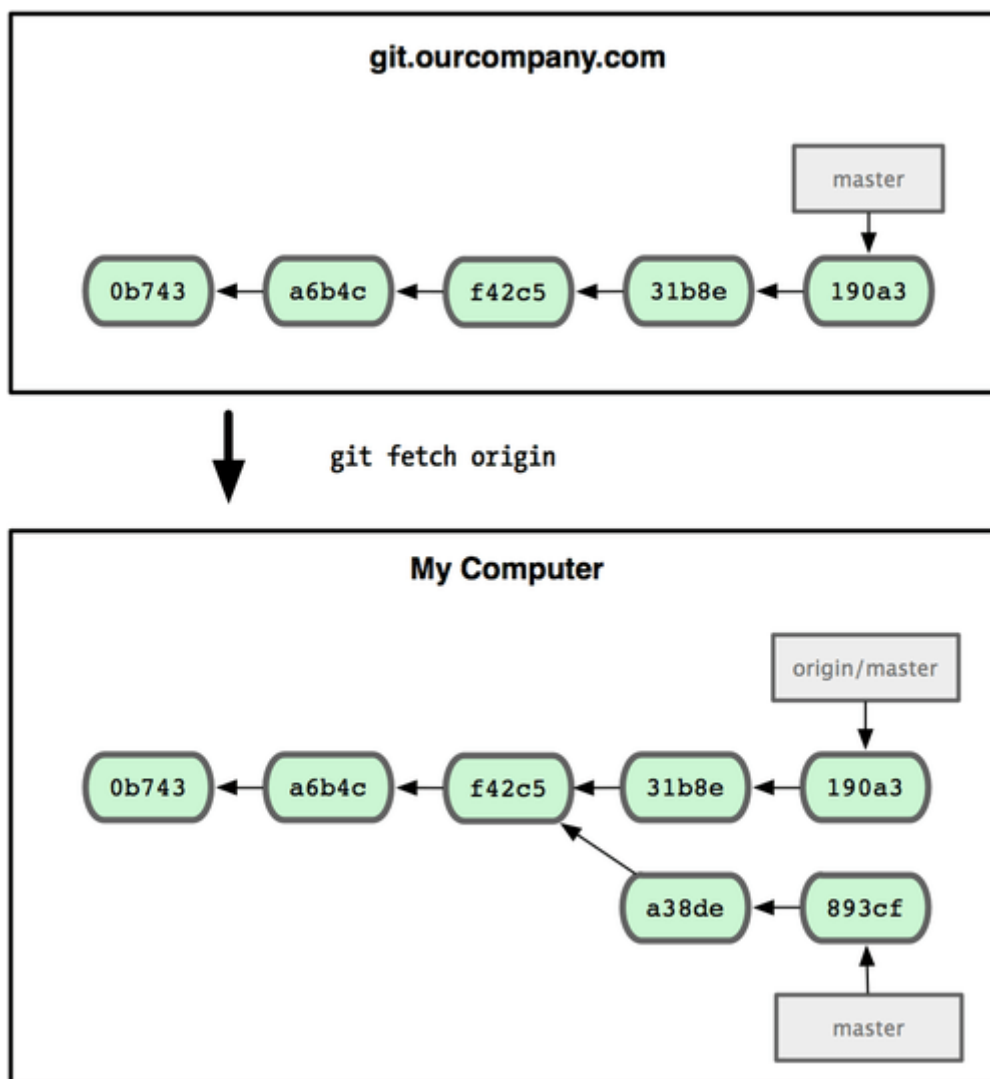 git.ourcompany.com
master
0b743 a6b4c f42c5 31b8e 190a3
git fetch origin
My Computer
origin/master
0b743 a6b4c f42c5 31b8e 190a3
a38de 893cf
master